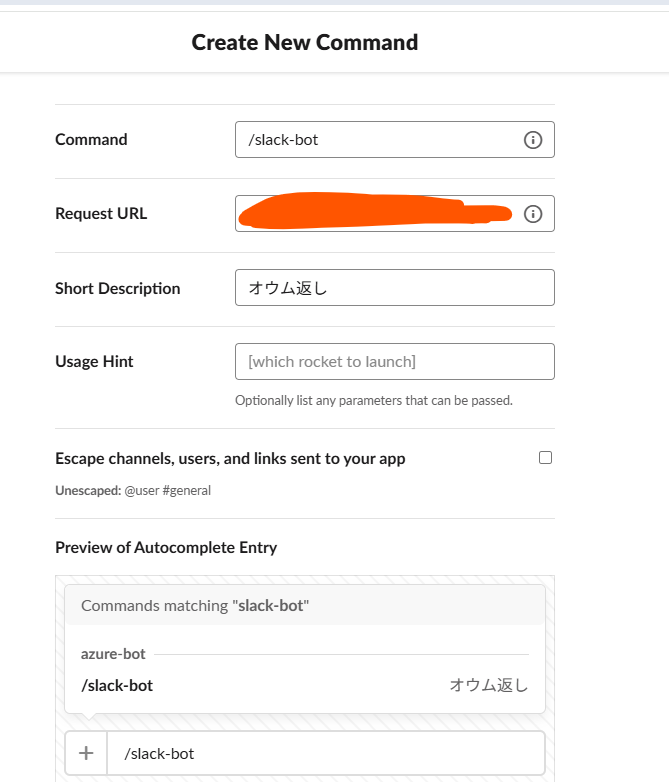 Create New Command
Command
/slack-bot
Request URL
Short Description
オウム返し
Usage Hint
[which rocket to launch]
Optionally list any parameters that can be passed.
Escape channels, users, and links sent to your app
Unescaped: @user #general
Preview of Autocomplete Entry
Commands matching "slack-bot"
azure-bot
/slack-bot オウム返し
/slack-bot